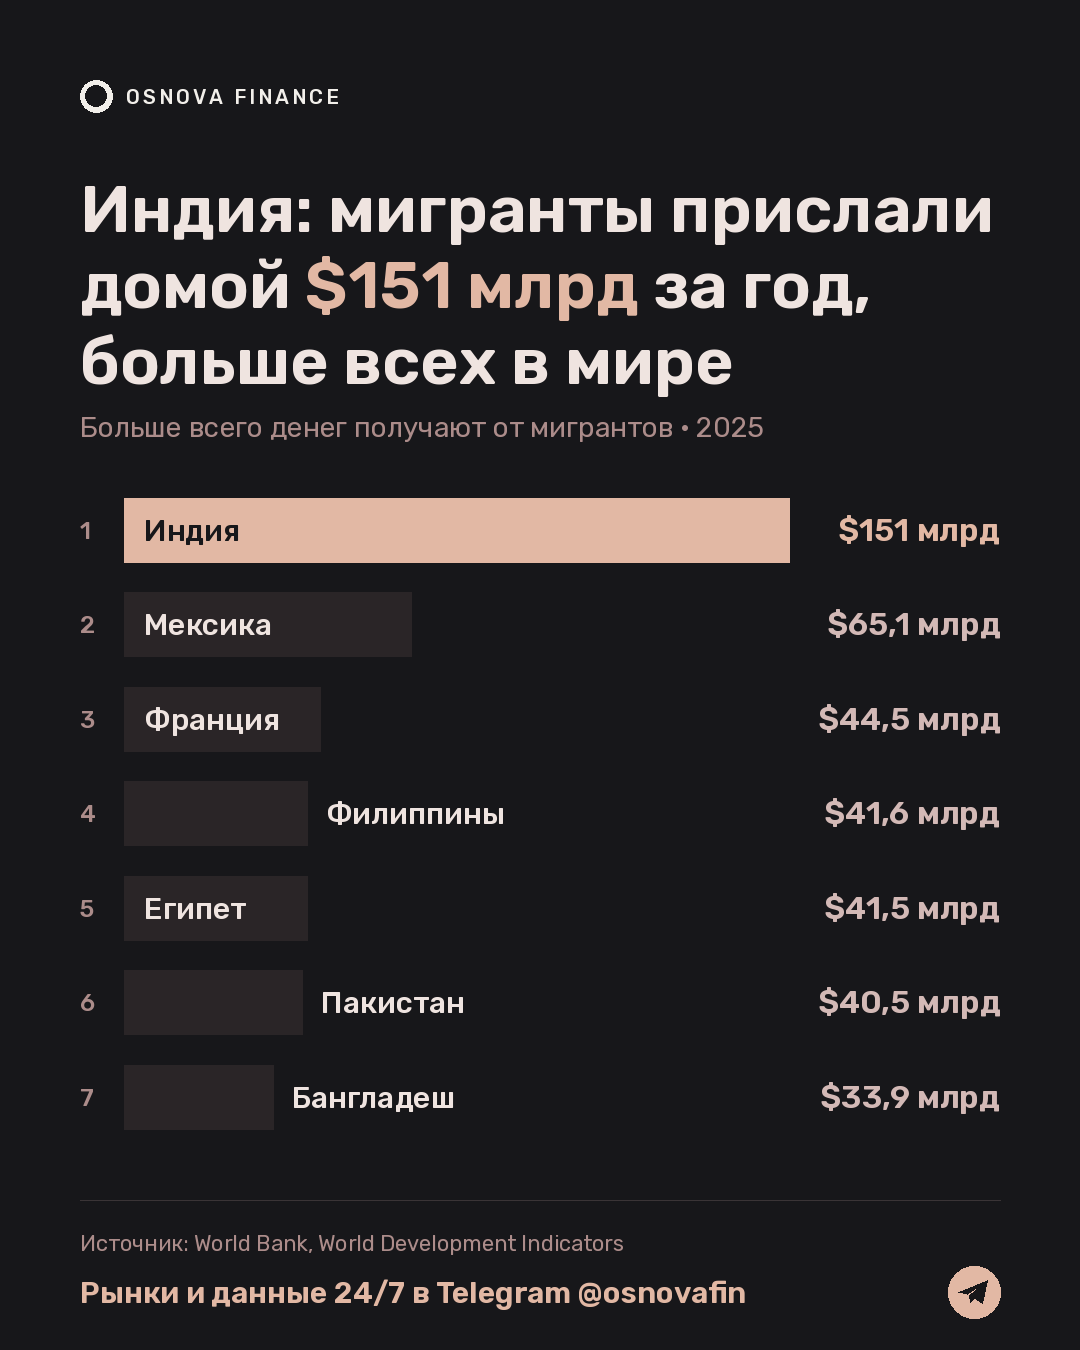 OSNOVA FINANCE
Индия: мигранты прислали
домой $151 млрд за год,
больше всех в мире
Больше всего денег получают от мигрантов • 2025
1 Индия $151 млрд
2 Мексика $65,1 млрд
3 Франция $44,5 млрд
4 Филиппины $41,6 млрд
5 Египет $41,5 млрд
6 Пакистан $40,5 млрд
7 Бангладеш $33,9 млрд
Источник: World Bank, World Development Indicators
Рынки и данные 24/7 в Telegram @osnovafin